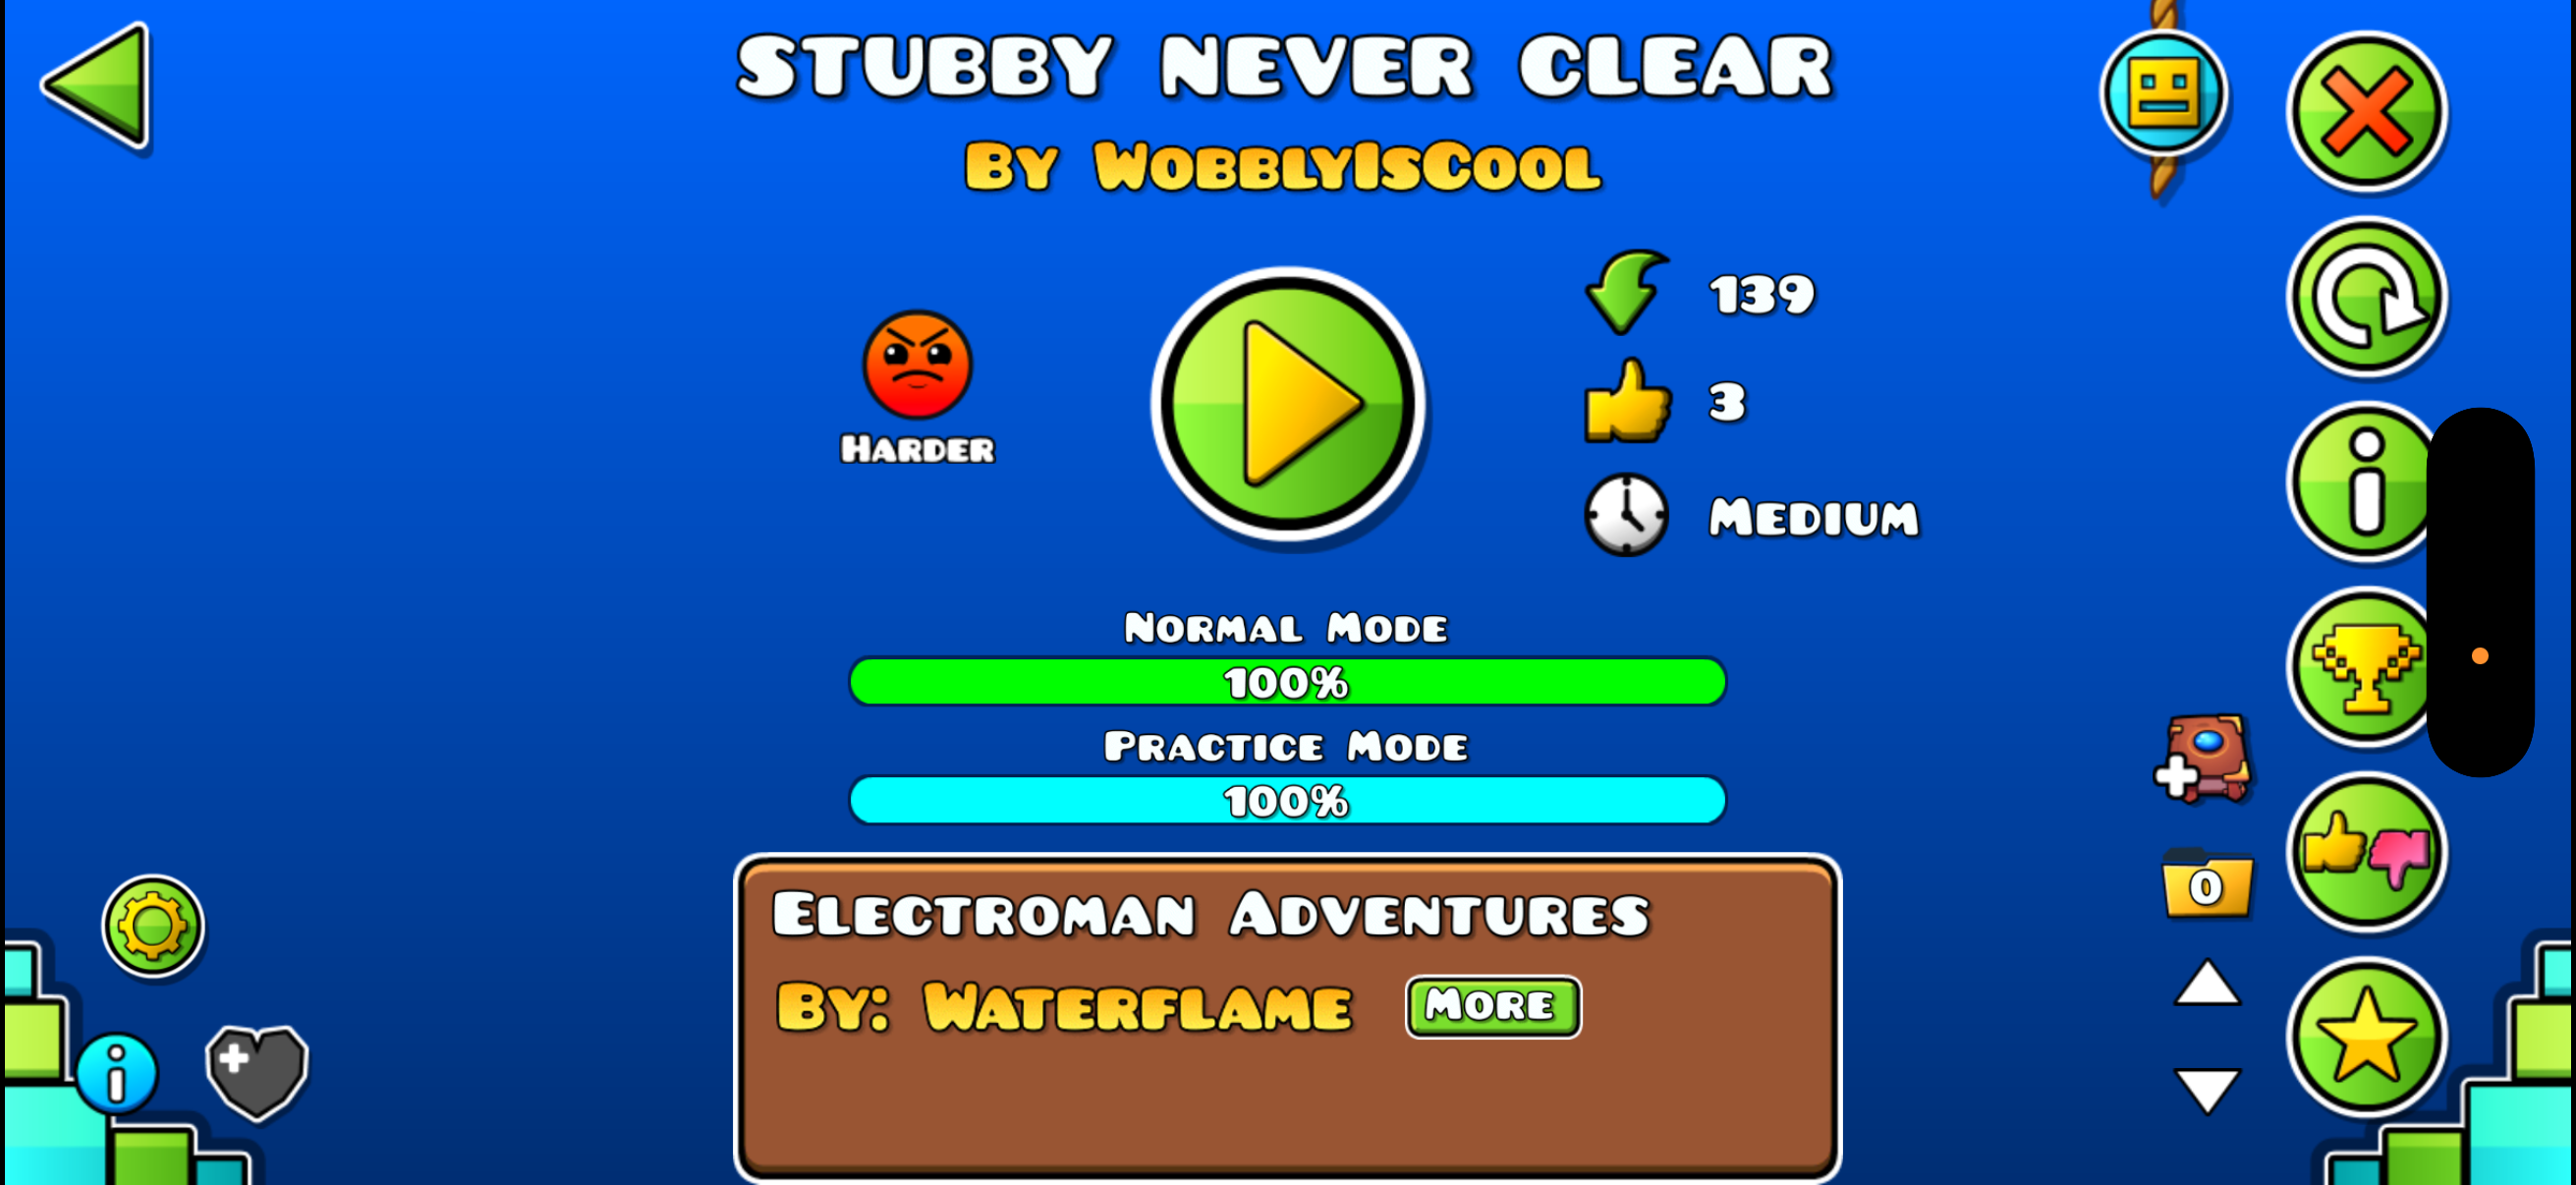 STUBBY NEVER CLEAR
By WobblyIsCool
139
Harder
3
Medium
Normal Mode
100%
Practice Mode
100%
0
Electroman Adventures
By: Waterflame
More